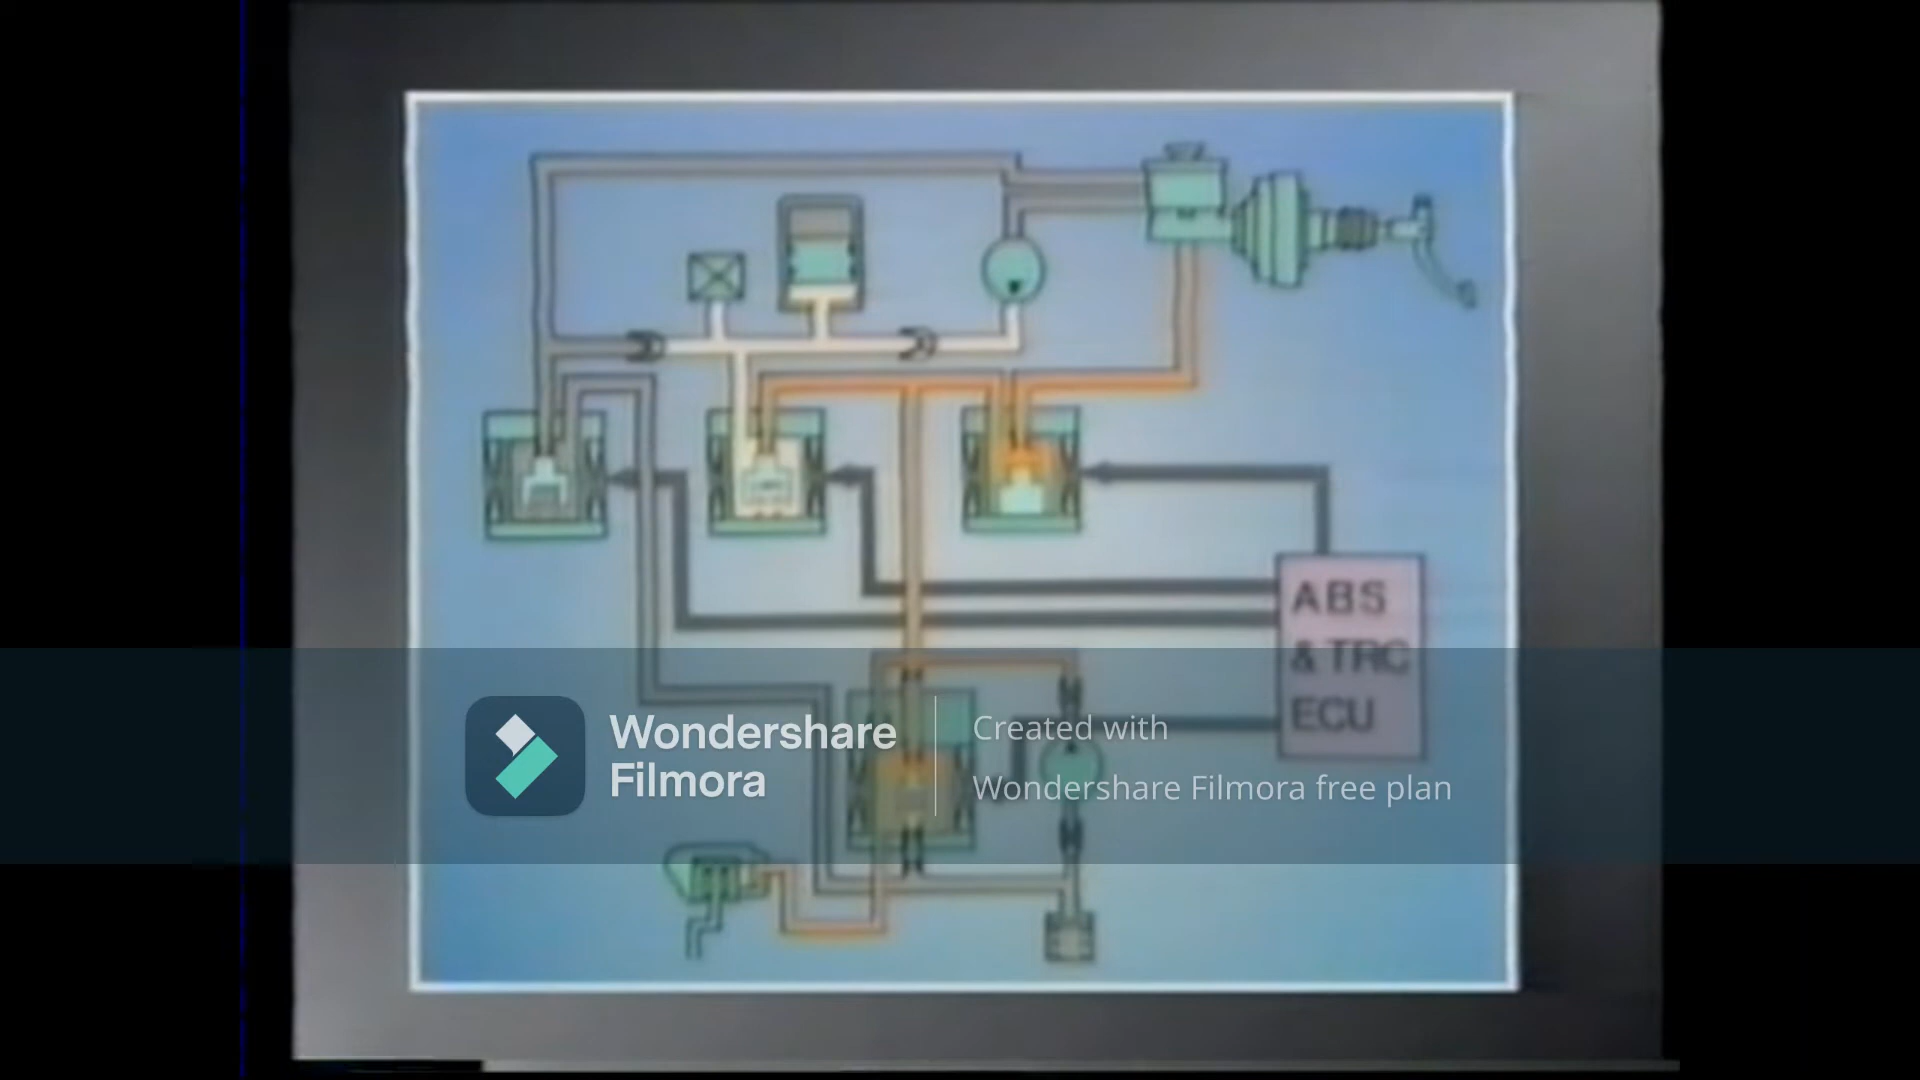 ABS
& TRC
ECU
Wondershare
Filmora
Created with
Wondershare Filmora free plan